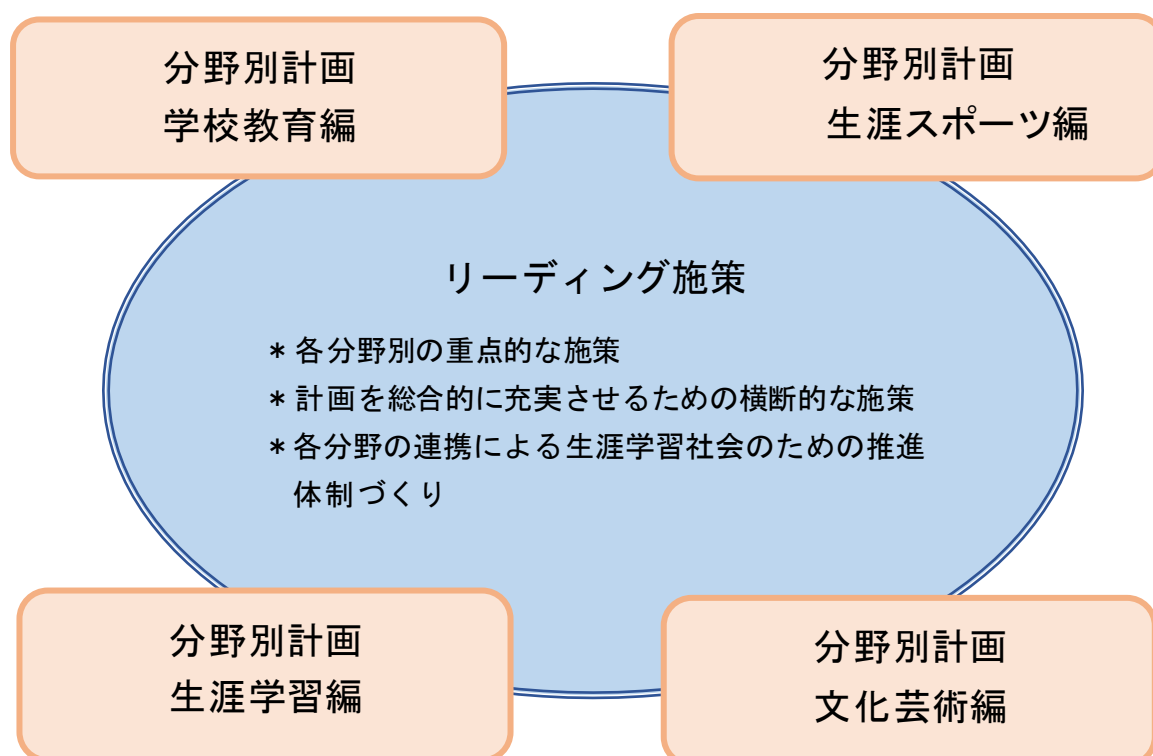 分野別計画
学校教育編
分野別計画
生涯スポーツ編
リーディング施策
＊各分野別の重点的な施策
＊計画を総合的に充実させるための横断的な施策
＊各分野の連携による生涯学習社会のための推進
体制づくり
分野別計画
生涯学習編
分野別計画
文化芸術編